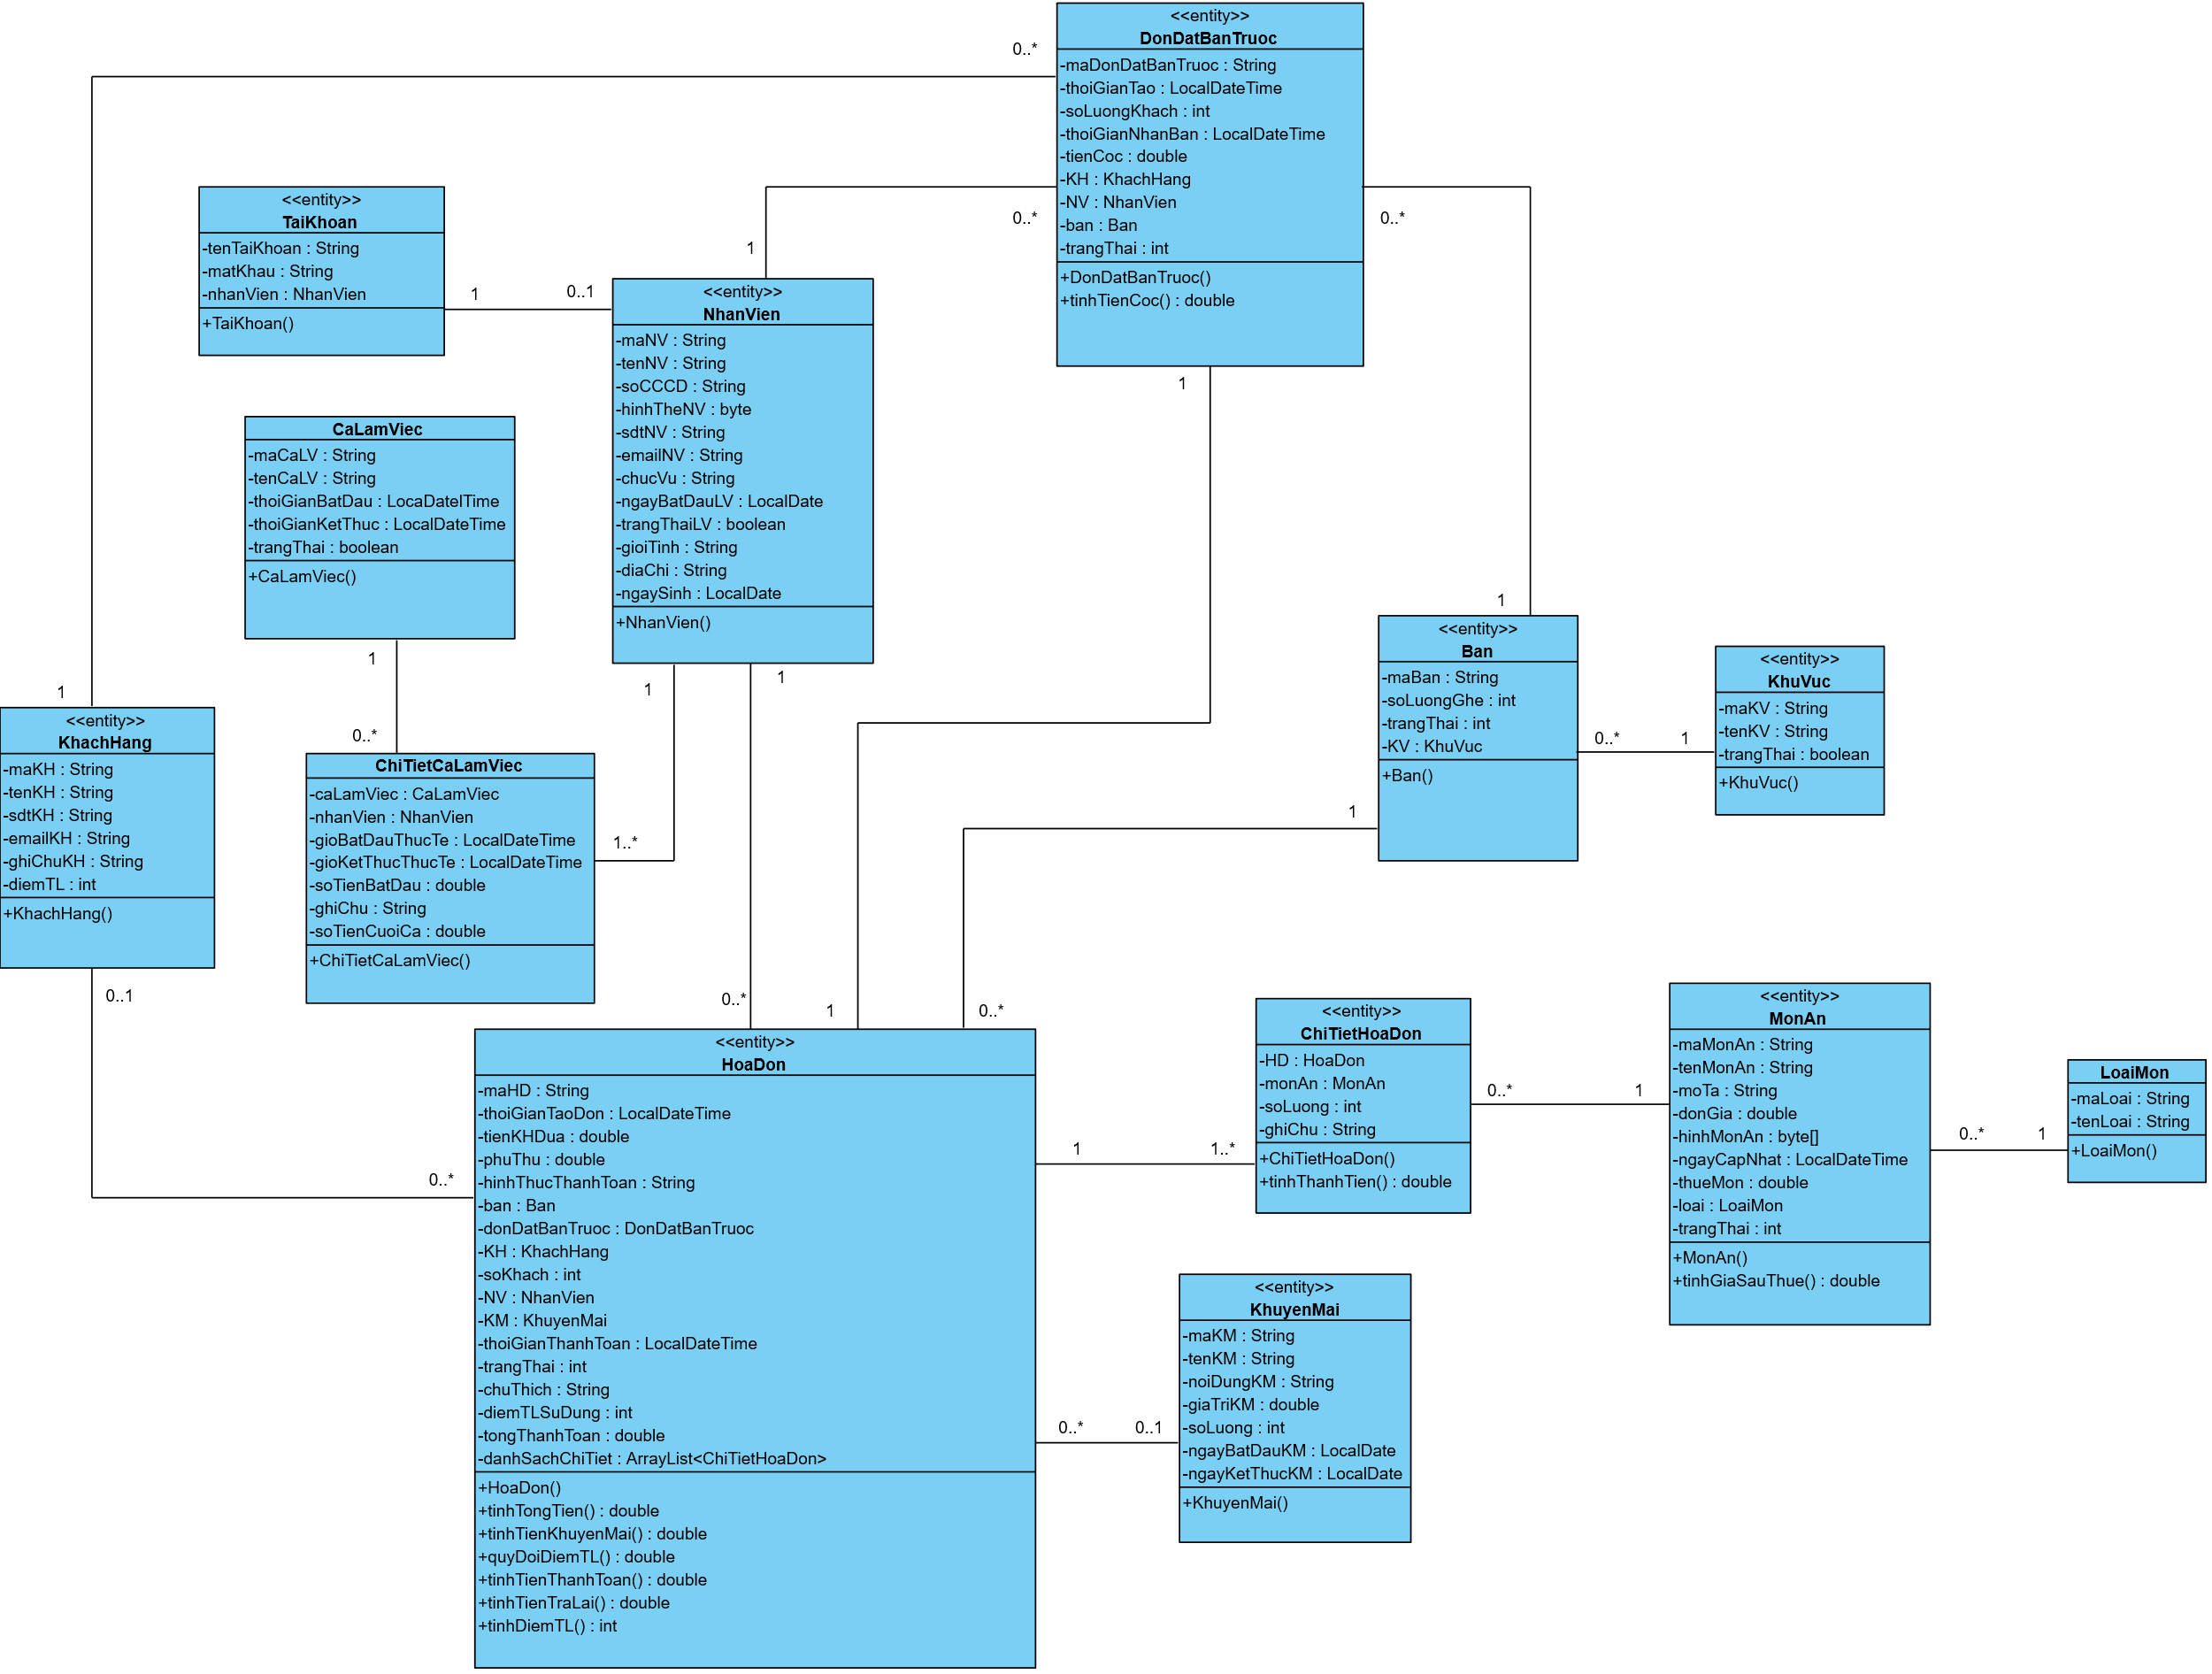 <<entity>>
DonDatBanTruoc
-maDonDatBanTruoc : String
-thoiGianTao : LocalDateTime
-soLuongKhach : int
-thoiGianNhanBan : LocalDateTime
-tienCoc : double
-KH : KhachHang
-NV : NhanVien
-ban : Ban
-trangThai : int
+DonDatBanTruoc()
+tinhTienCoc() : double
0..*
0..*
0..*
1
1
<<entity>>
TaiKhoan
-tenTaiKhoan : String
-matKhau : String
-nhanVien : NhanVien
+TaiKhoan()
1
0..1
<<entity>>
NhanVien
-maNV : String
-tenNV : String
-soCCCD : String
-hinhTheNV : byte
-sdtNV : String
-emailNV : String
-chucVu : String
-ngayBatDauLV : LocalDate
-trangThaiLV : boolean
-gioiTinh : String
-diaChi : String
-ngaySinh : LocalDate
+NhanVien()
1
1
CaLamViec
-maCaLV : String
-tenCaLV : String
-thoiGianBatDau : LocaDatelTime
-thoiGianKetThuc : LocalDateTime
-trangThai : boolean
+CaLamViec()
1
0..*
1
<<entity>>
Ban
-maBan : String
-soLuongGhe : int
-trangThai : int
-KV : KhuVuc
+Ban()
0..*
1
1
<<entity>>
KhuVuc
-maKV : String
-tenKV : String
-trangThai : boolean
+KhuVuc()
1
<<entity>>
KhachHang
-maKH : String
-tenKH : String
-sdtKH : String
-emailKH : String
-ghiChuKH : String
-diemTL : int
+KhachHang()
0..1
ChiTietCaLamViec
-caLamViec : CaLamViec
-nhanVien : NhanVien
-gioBatDauThucTe : LocalDateTime
-gioKetThucThucTe : LocalDateTime
-soTienBatDau : double
-ghiChu : String
-soTienCuoiCa : double
+ChiTietCaLamViec()
1..*
0..*
1
0..*
0..*
<<entity>>
HoaDon
-maHD : String
-thoiGianTaoDon : LocalDateTime
-tienKHDua : double
-phuThu : double
-hinhThucThanhToan : String
-ban : Ban
-donDatBanTruoc : DonDatBanTruoc
-KH : KhachHang
-soKhach : int
-NV : NhanVien
-KM : KhuyenMai
-thoiGianThanhToan : LocalDateTime
-trangThai : int
-chuThich : String
-diemTLSuDung : int
-tongThanhToan : double
-danhSachChiTiet : ArrayList<ChiTietHoaDon>
+HoaDon()
+tinhTongTien() : double
+tinhTienKhuyenMai() : double
+quyDoiDiemTL() : double
+tinhTienThanhToan() : double
+tinhTienTraLai() : double
+tinhDiemTL() : int
1
1..*
<<entity>>
ChiTietHoaDon
-HD : HoaDon
-monAn : MonAn
-soLuong : int
-ghiChu : String
+ChiTietHoaDon()
+tinhThanhTien() : double
0..*
1
<<entity>>
MonAn
-maMonAn : String
-tenMonAn : String
-moTa : String
-donGia : double
-hinhMonAn : byte[]
-ngayCapNhat : LocalDateTime
-thueMon : double
-loai : LoaiMon
-trangThai : int
+MonAn()
+tinhGiaSauThue() : double
0..*
1
LoaiMon
-maLoai : String
-tenLoai : String
+LoaiMon()
0..*
0..1
<<entity>>
KhuyenMai
-maKM : String
-tenKM : String
-noiDungKM : String
-giaTriKM : double
-soLuong : int
-ngayBatDauKM : LocalDate
-ngayKetThucKM : LocalDate
+KhuyenMai()